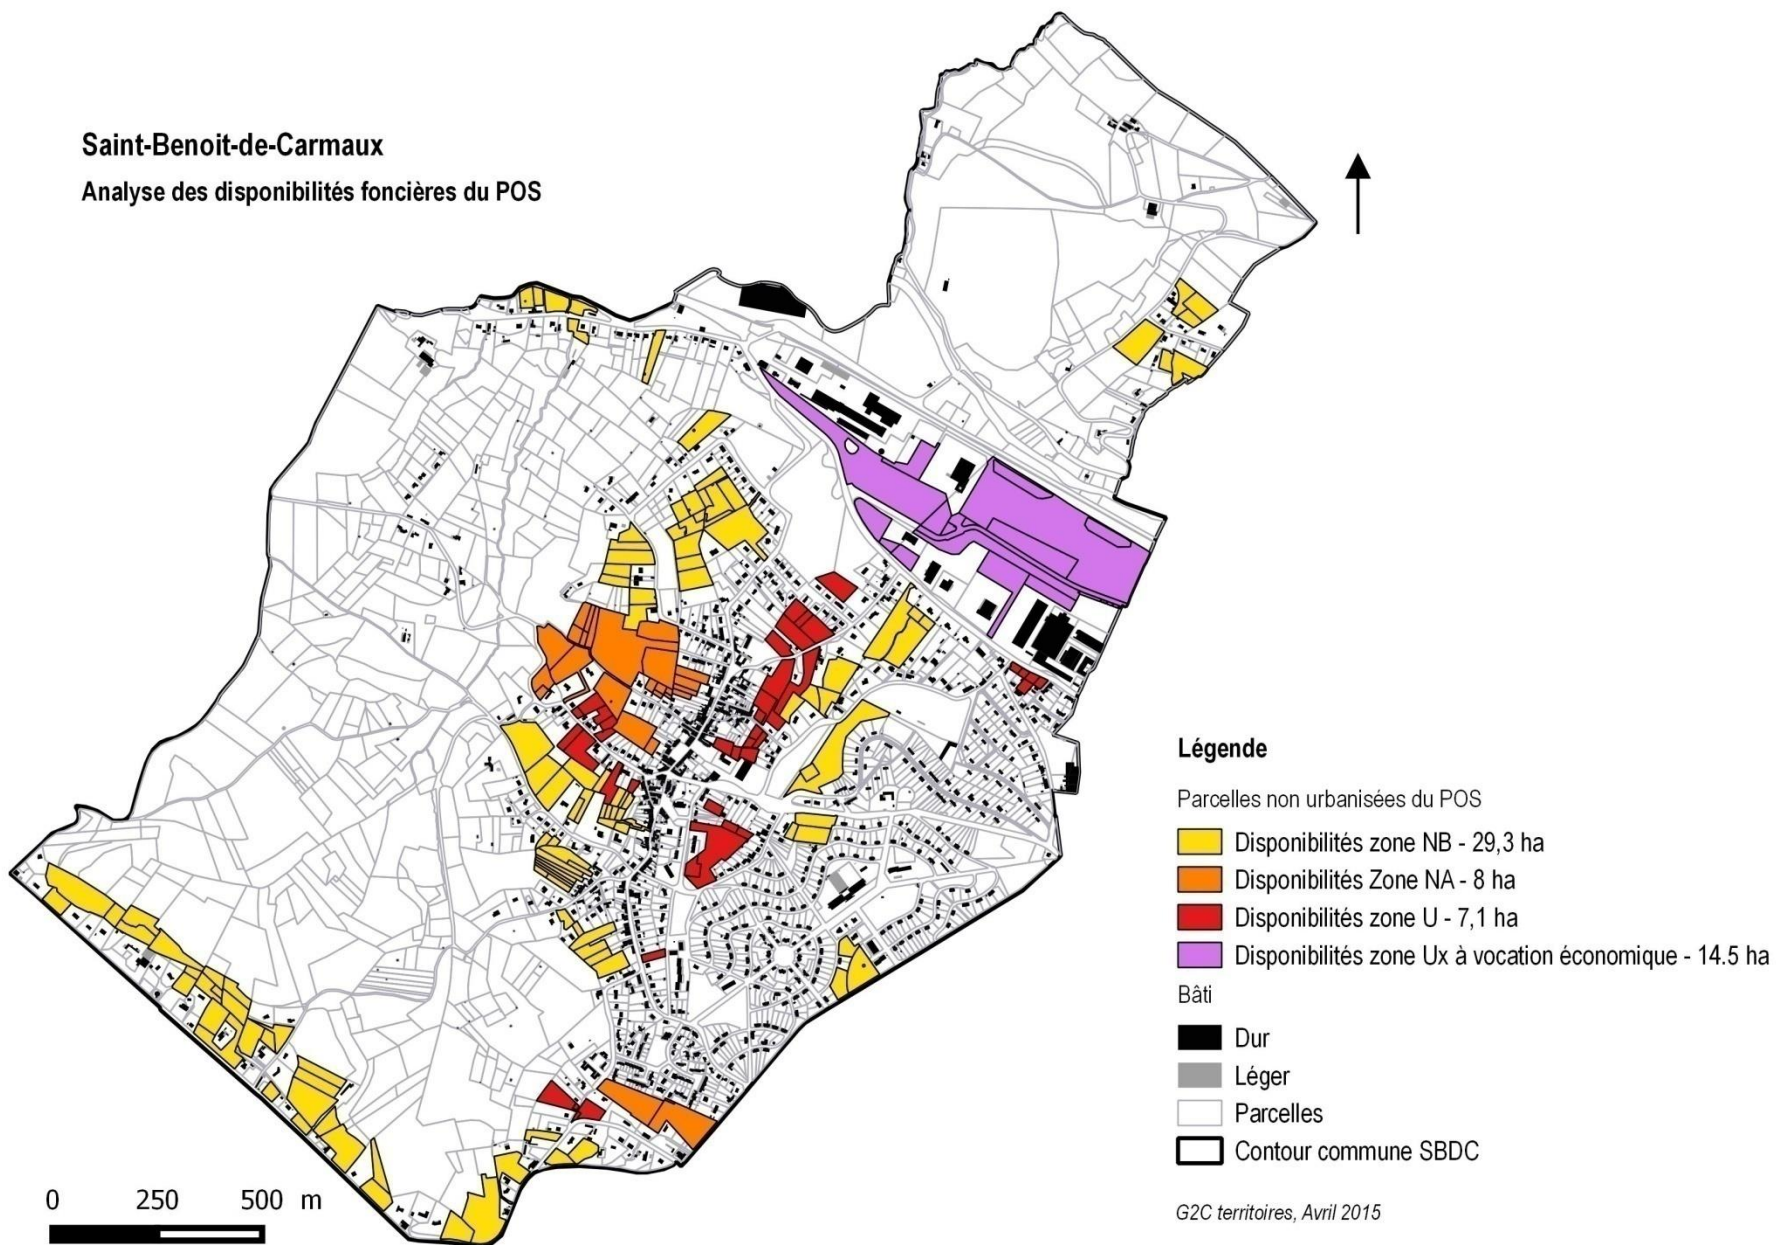 Saint-Benoit-de-Carmaux
Analyse des disponibilités foncières du POS
Légende
Parcelles non urbanisées du POS
Disponibilités zone NB - 29,3 ha
Disponibilités Zone NA - 8 ha
Disponibilités zone U - 7,1 ha
Disponibilités zone Ux à vocation économique - 14.5 ha
Bâti
Dur
Léger
Parcelles
Contour commune SBDC
0 250 500 m
G2C territoires, Avril 2015